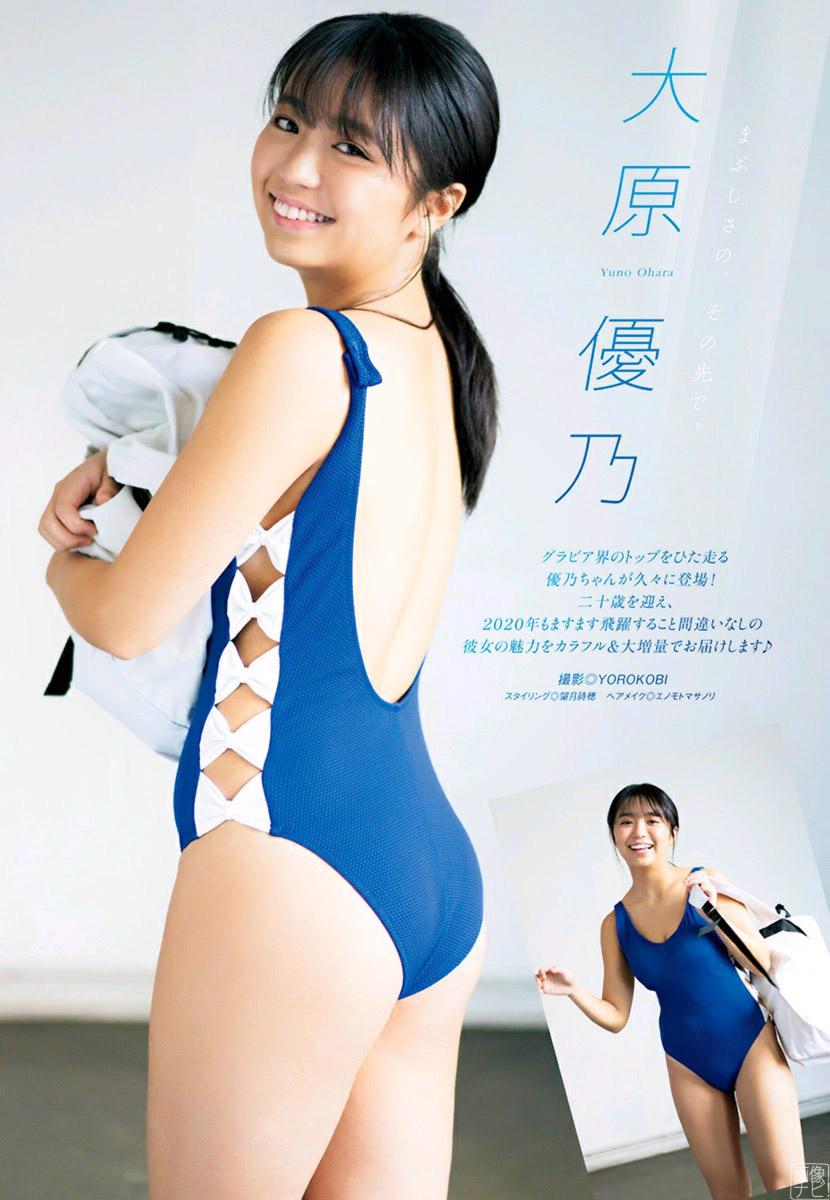 大原優乃
Yuno Ohara
まぶしさの、その先で。
グラビア界のトップをひた走る
優乃ちゃんが久々に登場！
二十歳を迎え、
2020年もますます飛躍すること間違いなしの
彼女の魅力をカラフル＆大増量でお届けします♪
撮影◎YOROKOBI
スタイリング◎望月詩穂　ヘアメイク◎エノモトマサノリ
画像
ナビ